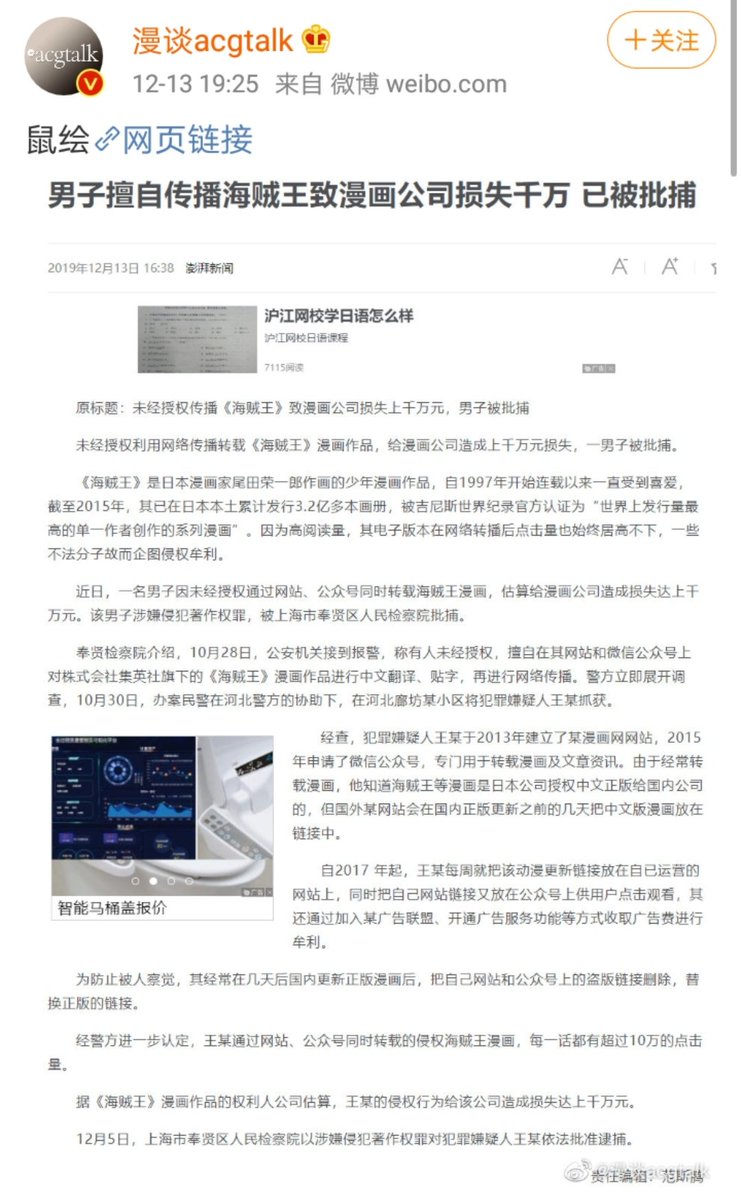 acgtalk
漫谈acgtalk
+关注
12-13 19:25 来自 微博 weibo.com
鼠绘 网页链接
男子擅自传播海贼王致漫画公司损失千万 已被批捕
2019年12月13日 16:38 澎湃新闻
A- A+
沪江网校学日语怎么样
沪江网校日语课程
7115阅读
广告
原标题：未经授权传播《海贼王》致漫画公司损失上千万元，男子被批捕
未经授权利用网络传播转载《海贼王》漫画作品，给漫画公司造成上千万元损失，一男子被批捕。
《海贼王》是日本漫画家尾田荣一郎作画的少年漫画作品，自1997年开始连载以来一直受到喜爱，
截至2015年，其已在日本本土累计发行3.2亿多本画册，被吉尼斯世界纪录官方认证为“世界上发行量最
高的单一作者创作的系列漫画”。因为高阅读量，其电子版本在网络转播后点击量也始终居高不下，一些
不法分子故而企图侵权牟利。
近日，一名男子因未经授权通过网站、公众号同时转载海贼王漫画，估算给漫画公司造成损失达上千
万元。该男子涉嫌侵犯著作权罪，被上海市奉贤区人民检察院批捕。
奉贤检察院介绍，10月28日，公安机关接到报警，称有人未经授权，擅自在其网站和微信公众号上
对株式会社集英社旗下的《海贼王》漫画作品进行中文翻译、贴字，再进行网络传播。警方立即展开调
查，10月30日，办案民警在河北警方的协助下，在河北廊坊某小区将犯罪嫌疑人王某抓获。
经查，犯罪嫌疑人王某于2013年建立了某漫画网网站，2015
年申请了微信公众号，专门用于转载漫画及文章资讯。由于经常转
载漫画，他知道海贼王等漫画是日本公司授权中文正版给国内公司
的，但国外某网站会在国内正版更新之前的几天把中文版漫画放在
链接中。
自2017 年起，王某每周就把该动漫更新链接放在自已运营的
网站上，同时把自己网站链接又放在公众号上供用户点击观看，其
还通过加入某广告联盟、开通广告服务功能等方式收取广告费进行
牟利。
广告
智能马桶盖报价
为防止被人察觉，其经常在几天后国内更新正版漫画后，把自己网站和公众号上的盗版链接删除，替
换正版的链接。
经警方进一步认定，王某通过网站、公众号同时转载的侵权海贼王漫画，每一话都有超过10万的点击
量。
据《海贼王》漫画作品的权利人公司估算，王某的侵权行为给该公司造成损失达上千万元。
12月5日，上海市奉贤区人民检察院以涉嫌侵犯著作权罪对犯罪嫌疑人王某依法批准逮捕。
责任编辑：范斯腾
@漫谈acgtalk